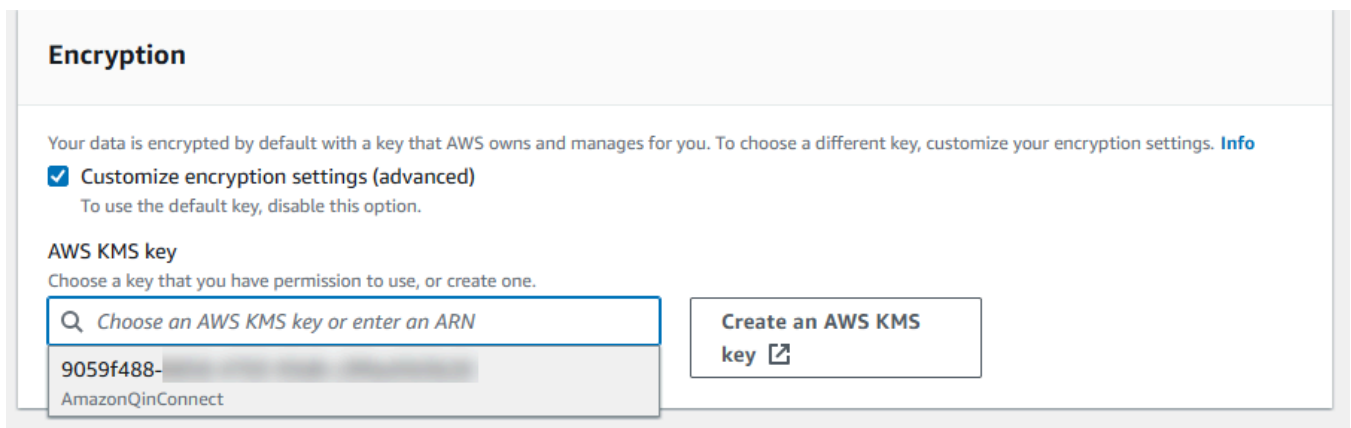 Encryption
Your data is encrypted by default with a key that AWS owns and manages for you. To choose a different key, customize your encryption settings. Info
Customize encryption settings (advanced)
To use the default key, disable this option.
AWS KMS key
Choose a key that you have permission to use, or create one.
Choose an AWS KMS key or enter an ARN
Create an AWS KMS
key
9059f488-
AmazonQinConnect